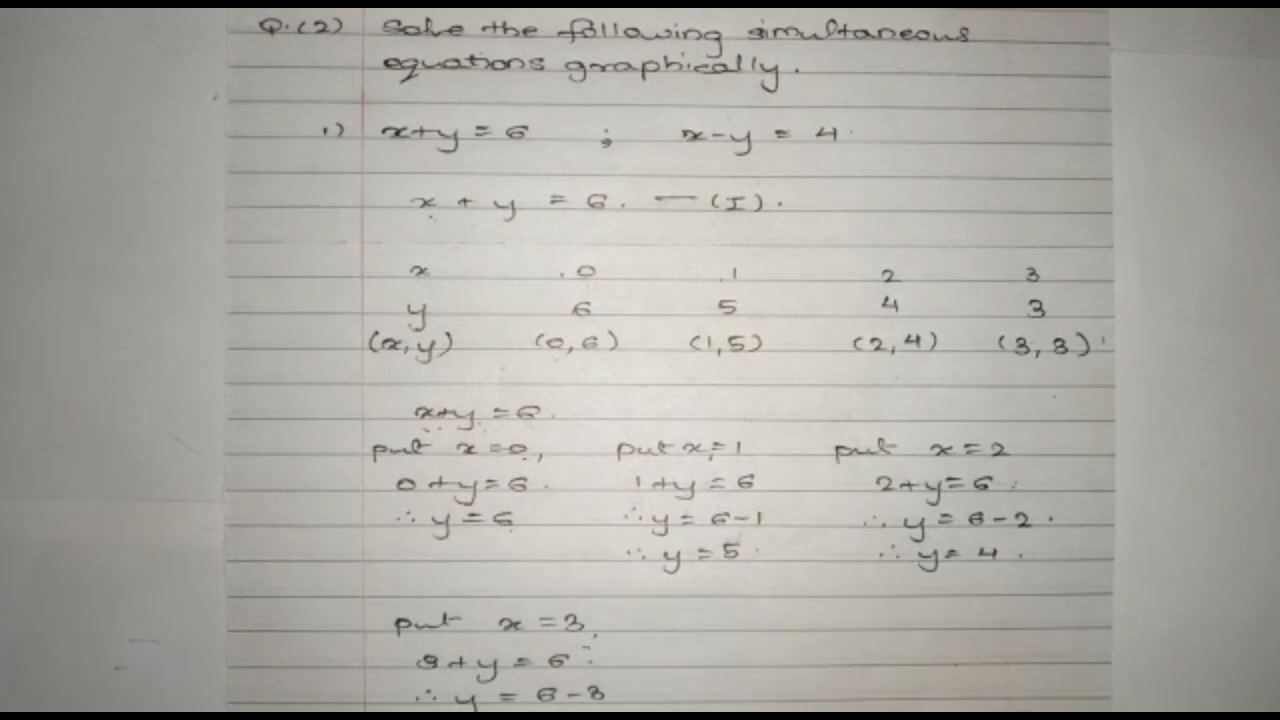 Q.(2) Solve the following simultaneous
equations graphically.
1) x+y = 6 ; x-y = 4.
x + y = 6. — (I).
x 0 1 2 3
y 6 5 4 3
(x,y) (0,6) (1,5) (2,4) (3,3)
x+y = 6.
put x=0, put x=1 put x=2
0+y=6. 1+y=6 2+y=6.
∴ y=6 ∴ y = 6-1 ∴ y = 6-2.
∴ y = 5. ∴ y= 4.
put x=3,
3+y = 6.
∴ y = 6-3